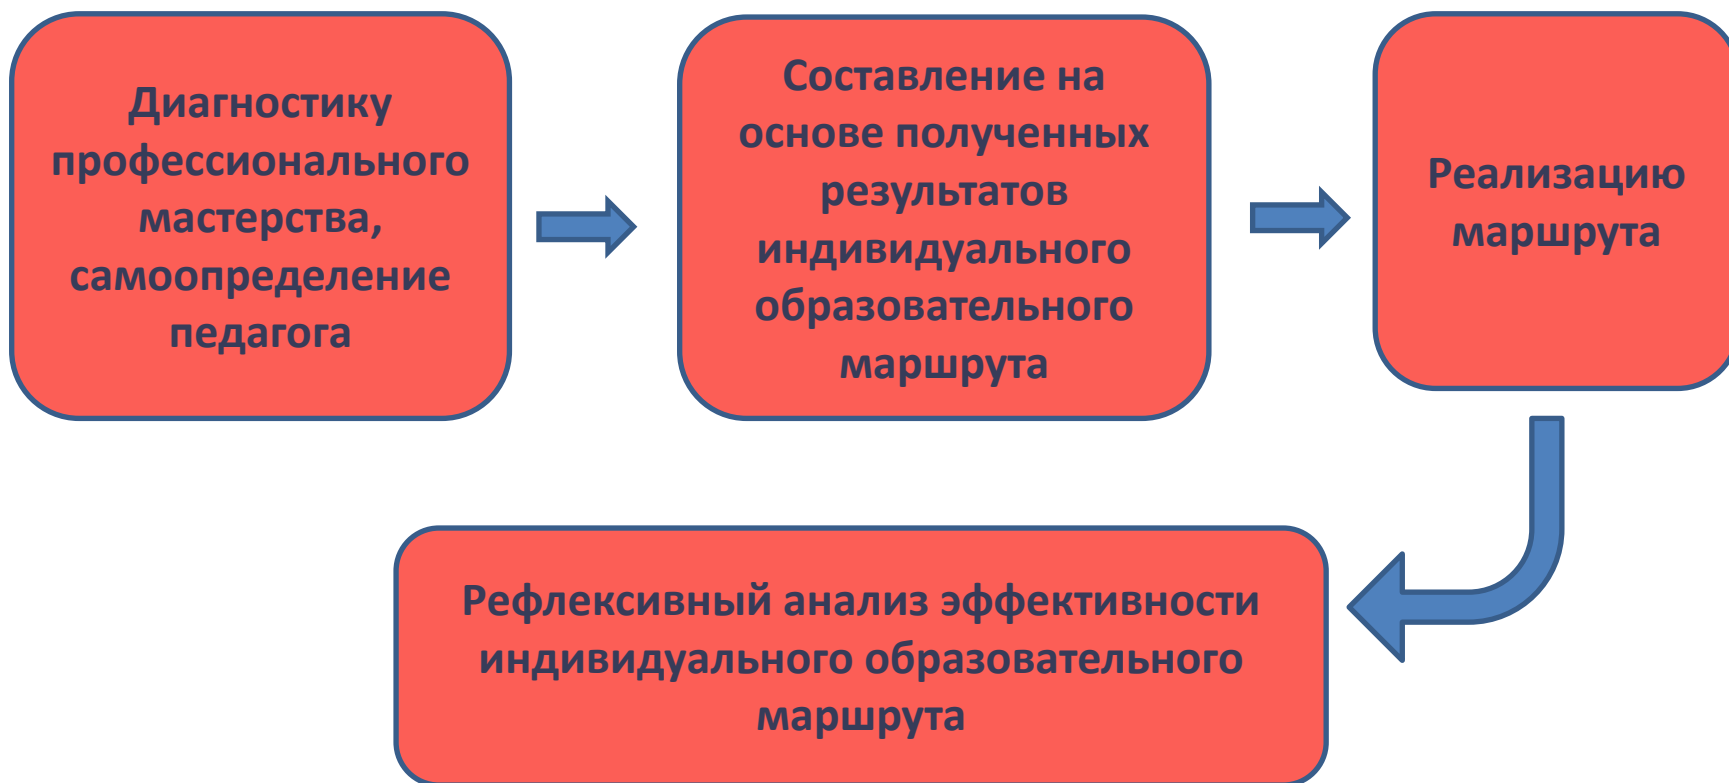 Диагностику
профессионального
мастерства,
самоопределение
педагога
Составление на
основе полученных
результатов
индивидуального
образовательного
маршрута
Реализацию
маршрута
Рефлексивный анализ эффективности
индивидуального образовательного
маршрута